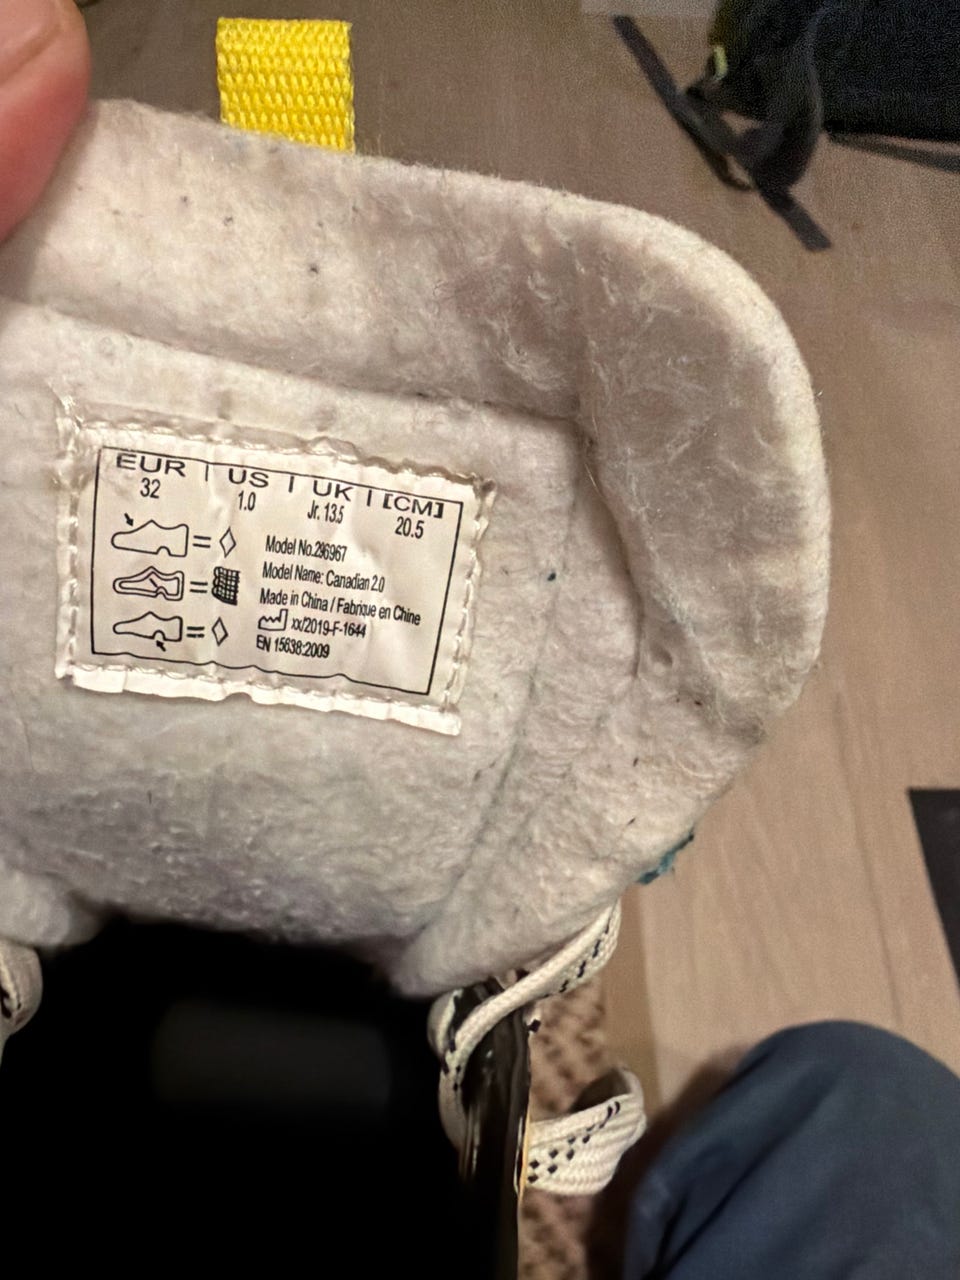 EUR | US | UK | [CM]
32 1.0 Jr. 13.5 20.5
= ◊ Model No.296967
= Model Name: Canadian 2.0
Made in China / Fabrique en Chine
= ◊ xx/2019-F-1644
EN 15638:2009